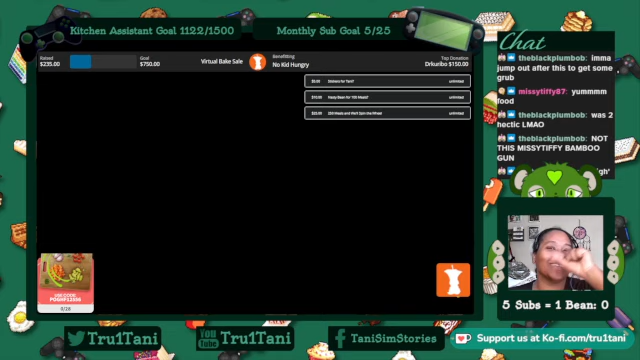 Kitchen Assistant Goal 1122/1500
Monthly Sub Goal 5/25
Raised
$235.00
Goal
$750.00
Virtual Bake Sale
Benefitting
No Kid Hungry
Top Donation
Drkuribo $150.00
unlimited
unlimited
unlimited
Chat
theblackplumbob: imma
jump out after this to get some
grub
missytiffy87: yummmm
food
theblackplumbob: was 2
hectic LMAO
theblackplumbob: NOT
THIS MISSYTIFFY BAMBOO
GUN
5 Subs = 1 Bean: 0
Tru1Tani
YouTube
Tru1Tani
TaniSimStories
Support us at Ko-fi.com/tru1tani